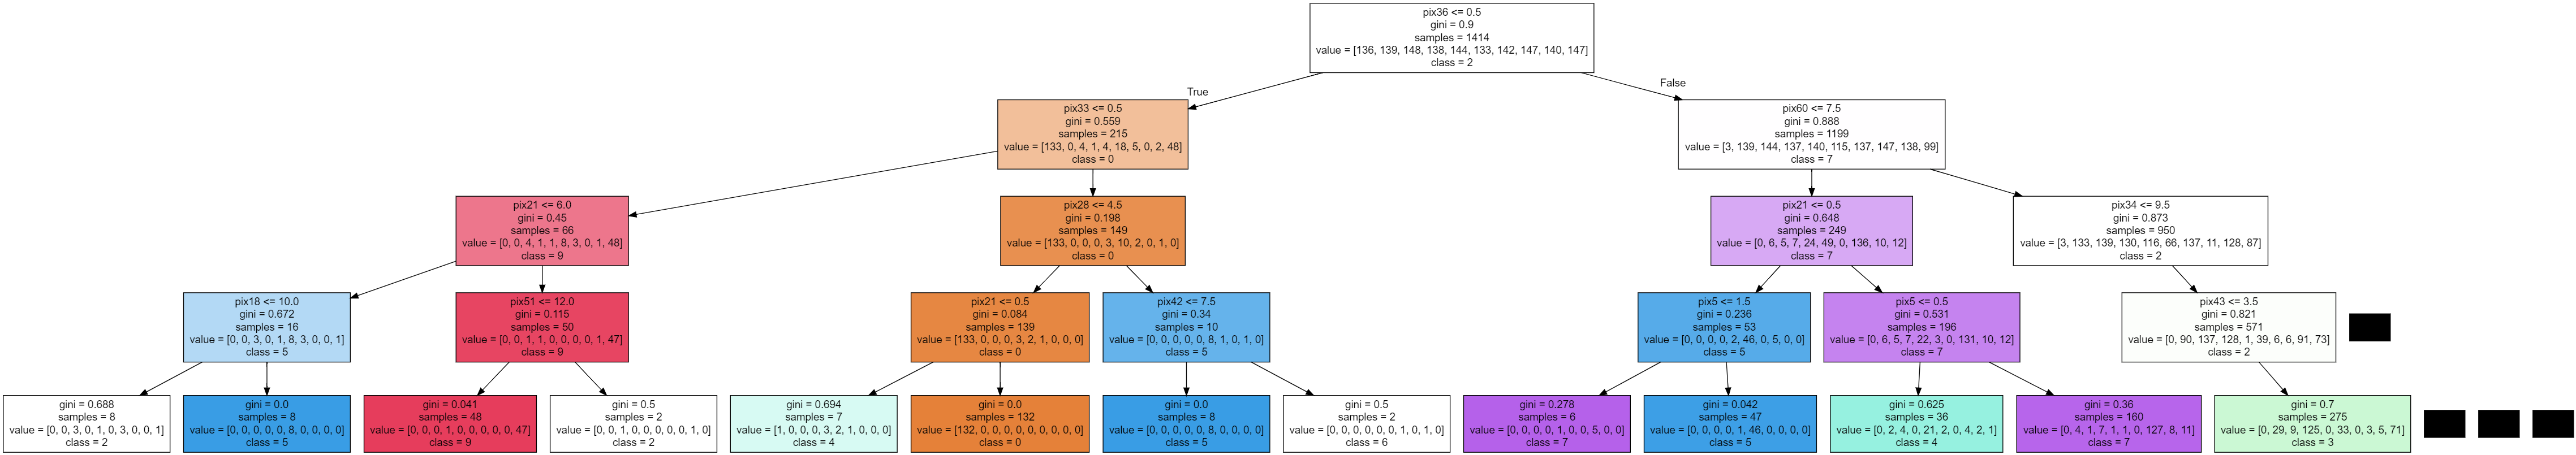 pix36 <= 0.5
gini = 0.9
samples = 1414
value = [136, 139, 148, 138, 144, 133, 142, 147, 140, 147]
class = 2
True
False
pix33 <= 0.5
gini = 0.559
samples = 215
value = [133, 0, 4, 1, 4, 18, 5, 0, 2, 48]
class = 0
pix60 <= 7.5
gini = 0.888
samples = 1199
value = [3, 139, 144, 137, 140, 115, 137, 147, 138, 99]
class = 7
pix21 <= 6.0
gini = 0.45
samples = 66
value = [0, 0, 4, 1, 1, 8, 3, 0, 1, 48]
class = 9
pix28 <= 4.5
gini = 0.198
samples = 149
value = [133, 0, 0, 0, 3, 10, 2, 0, 1, 0]
class = 0
pix21 <= 0.5
gini = 0.648
samples = 249
value = [0, 6, 5, 7, 24, 49, 0, 136, 10, 12]
class = 7
pix34 <= 9.5
gini = 0.873
samples = 950
value = [3, 133, 139, 130, 116, 66, 137, 11, 128, 87]
class = 2
pix18 <= 10.0
gini = 0.672
samples = 16
value = [0, 0, 3, 0, 1, 8, 3, 0, 0, 1]
class = 5
pix51 <= 12.0
gini = 0.115
samples = 50
value = [0, 0, 1, 1, 0, 0, 0, 0, 1, 47]
class = 9
pix21 <= 0.5
gini = 0.084
samples = 139
value = [133, 0, 0, 0, 3, 2, 1, 0, 0, 0]
class = 0
pix42 <= 7.5
gini = 0.34
samples = 10
value = [0, 0, 0, 0, 0, 8, 1, 0, 1, 0]
class = 5
pix5 <= 1.5
gini = 0.236
samples = 53
value = [0, 0, 0, 0, 2, 46, 0, 5, 0, 0]
class = 5
pix5 <= 0.5
gini = 0.531
samples = 196
value = [0, 6, 5, 7, 22, 3, 0, 131, 10, 12]
class = 7
pix43 <= 3.5
gini = 0.821
samples = 571
value = [0, 90, 137, 128, 1, 39, 6, 6, 91, 73]
class = 2
gini = 0.688
samples = 8
value = [0, 0, 3, 0, 1, 0, 3, 0, 0, 1]
class = 2
gini = 0.0
samples = 8
value = [0, 0, 0, 0, 0, 8, 0, 0, 0, 0]
class = 5
gini = 0.041
samples = 48
value = [0, 0, 0, 1, 0, 0, 0, 0, 0, 47]
class = 9
gini = 0.5
samples = 2
value = [0, 0, 1, 0, 0, 0, 0, 0, 1, 0]
class = 2
gini = 0.694
samples = 7
value = [1, 0, 0, 0, 3, 2, 1, 0, 0, 0]
class = 4
gini = 0.0
samples = 132
value = [132, 0, 0, 0, 0, 0, 0, 0, 0, 0]
class = 0
gini = 0.0
samples = 8
value = [0, 0, 0, 0, 0, 8, 0, 0, 0, 0]
class = 5
gini = 0.5
samples = 2
value = [0, 0, 0, 0, 0, 0, 1, 0, 1, 0]
class = 6
gini = 0.278
samples = 6
value = [0, 0, 0, 0, 1, 0, 0, 5, 0, 0]
class = 7
gini = 0.042
samples = 47
value = [0, 0, 0, 0, 1, 46, 0, 0, 0, 0]
class = 5
gini = 0.625
samples = 36
value = [0, 2, 4, 0, 21, 2, 0, 4, 2, 1]
class = 4
gini = 0.36
samples = 160
value = [0, 4, 1, 7, 1, 1, 0, 127, 8, 11]
class = 7
gini = 0.7
samples = 275
value = [0, 29, 9, 125, 0, 33, 0, 3, 5, 71]
class = 3